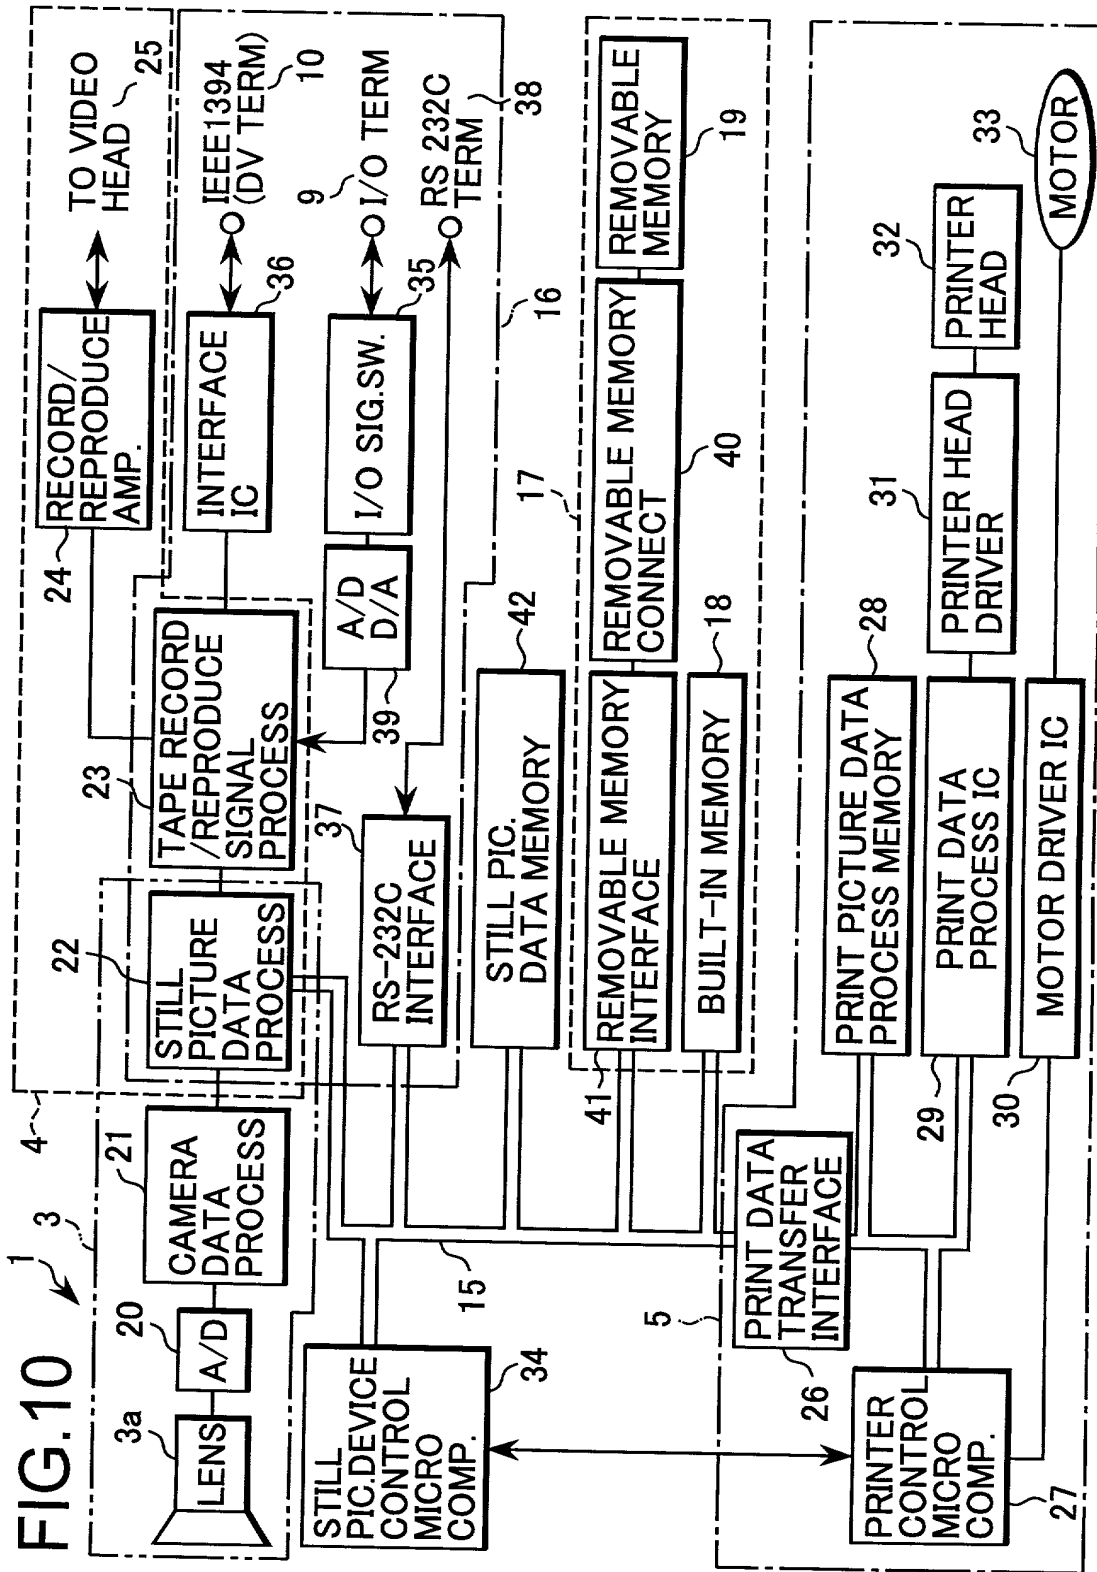 FIG.10
1
3
4
3a
LENS
20
A/D
21
CAMERA
DATA
PROCESS
22
STILL
PICTURE
DATA
PROCESS
23
TAPE RECORD
/REPRODUCE
SIGNAL
PROCESS
24
RECORD/
REPRODUCE
AMP.
TO VIDEO
HEAD
25
INTERFACE
IC
36
IEEE1394
(DV TERM)
10
A/D
D/A
39
I/O SIG.SW.
35
9
I/O TERM
RS 232C
TERM
38
37
RS-232C
INTERFACE
16
STILL
PIC.DEVICE
CONTROL
MICRO
COMP.
34
15
STILL PIC.
DATA MEMORY
42
17
41
REMOVABLE MEMORY
INTERFACE
REMOVABLE MEMORY
CONNECT
40
REMOVABLE
MEMORY
19
BUILT-IN MEMORY
18
5
PRINT DATA
TRANSFER
INTERFACE
26
PRINTER
CONTROL
MICRO
COMP.
27
PRINT PICTURE DATA
PROCESS MEMORY
28
29
PRINT DATA
PROCESS IC
30
MOTOR DRIVER IC
31
PRINTER HEAD
DRIVER
32
PRINTER
HEAD
33
MOTOR